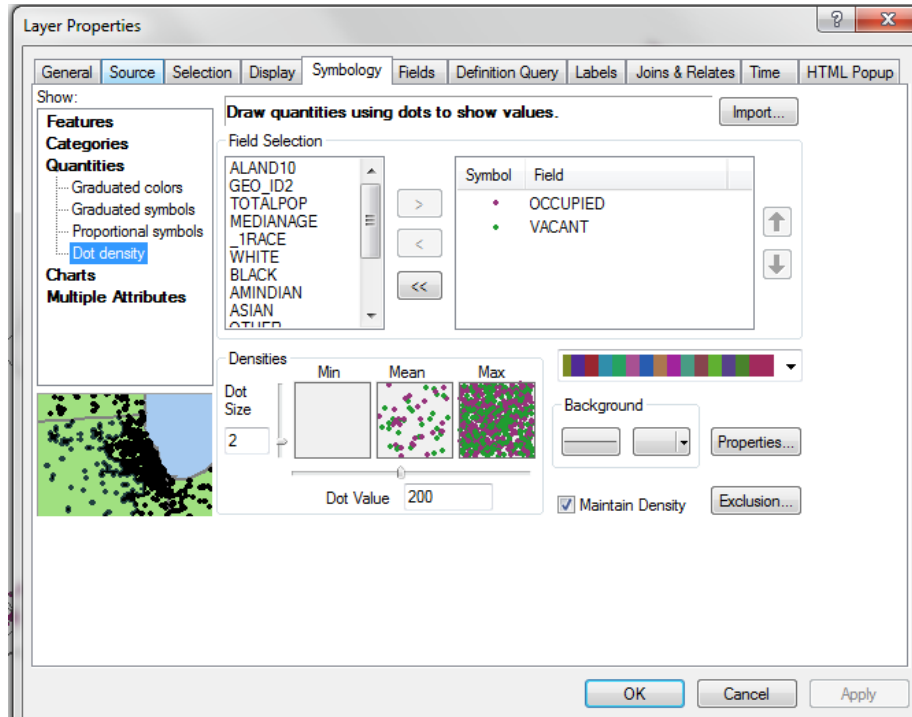 Layer Properties
General Source Selection Display Symbology Fields Definition Query Labels Joins & Relates Time HTML Popup
Show:
Features
Categories
Quantities
Graduated colors
Graduated symbols
Proportional symbols
Dot density
Charts
Multiple Attributes
Draw quantities using dots to show values.
Import...
Field Selection
ALAND10
GEO_ID2
TOTALPOP
MEDIANAGE
_1RACE
WHITE
BLACK
AMINDIAN
ASIAN
OTHER
>
<
<<
Symbol Field
OCCUPIED
VACANT
Densities
Min Mean Max
Dot
Size
2
Dot Value 200
Background
Properties...
Maintain Density
Exclusion...
OK Cancel Apply